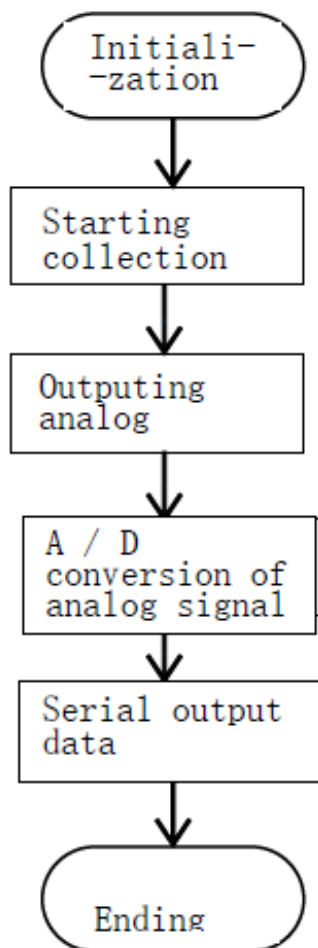 Initiali-
-zation
Starting
collection
Outputing
analog
A / D
conversion of
analog signal
Serial output
data
Ending